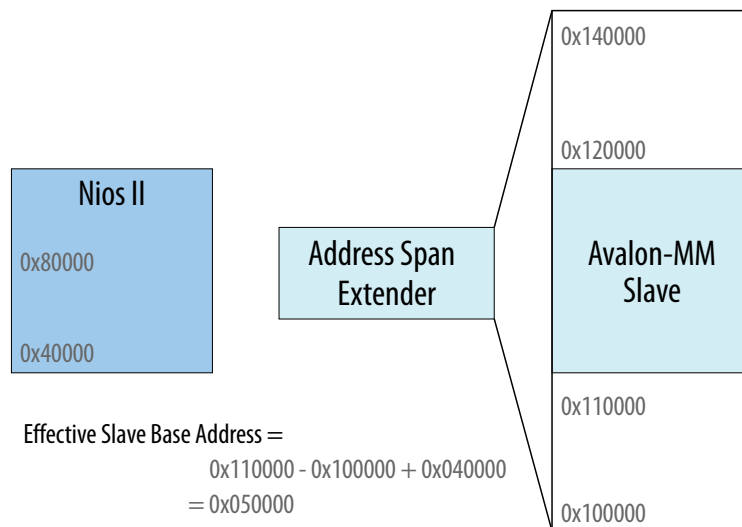 Nios II
0x80000
0x40000
Address Span
Extender
0x140000
0x120000
Avalon-MM
Slave
0x110000
0x100000
Effective Slave Base Address =
0x110000 - 0x100000 + 0x040000
= 0x050000